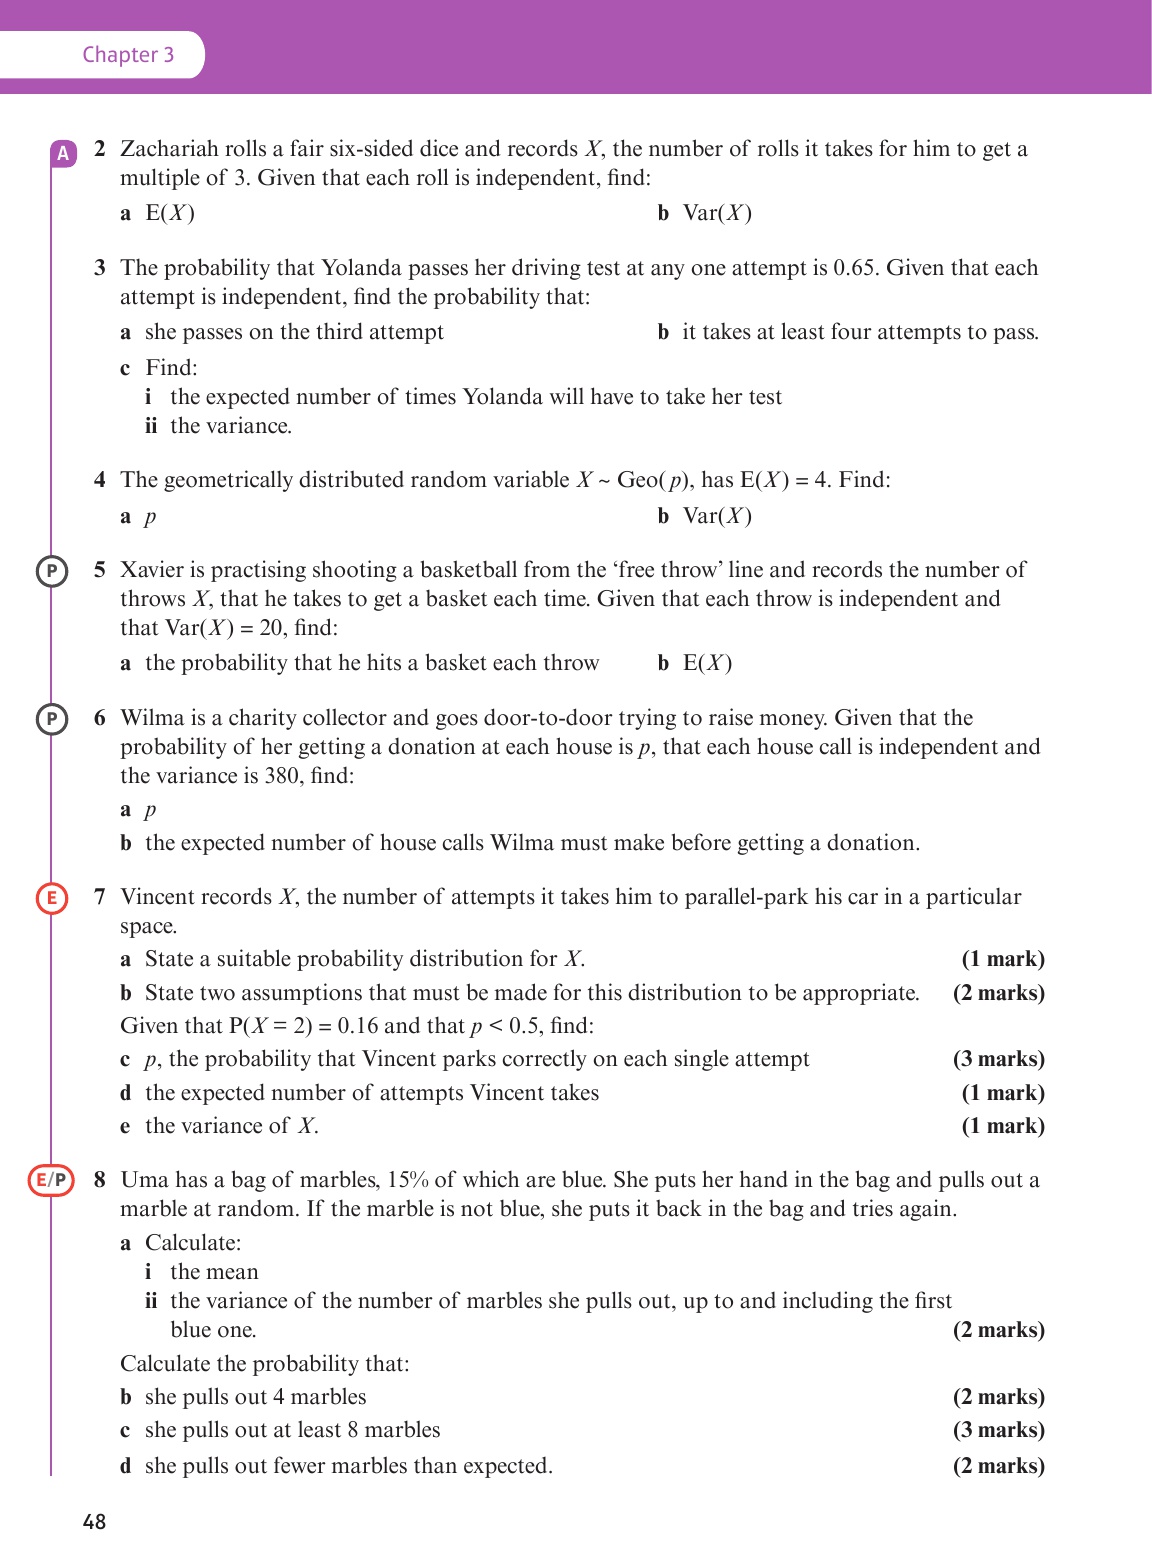 Chapter 3
A
2 Zachariah rolls a fair six-sided dice and records X, the number of rolls it takes for him to get a
multiple of 3. Given that each roll is independent, find:
a E(X) b Var(X)
3 The probability that Yolanda passes her driving test at any one attempt is 0.65. Given that each
attempt is independent, find the probability that:
a she passes on the third attempt b it takes at least four attempts to pass.
c Find:
i the expected number of times Yolanda will have to take her test
ii the variance.
4 The geometrically distributed random variable X ~ Geo(p), has E(X) = 4. Find:
a p b Var(X)
P
5 Xavier is practising shooting a basketball from the ‘free throw’ line and records the number of
throws X, that he takes to get a basket each time. Given that each throw is independent and
that Var(X) = 20, find:
a the probability that he hits a basket each throw b E(X)
P
6 Wilma is a charity collector and goes door-to-door trying to raise money. Given that the
probability of her getting a donation at each house is p, that each house call is independent and
the variance is 380, find:
a p
b the expected number of house calls Wilma must make before getting a donation.
E
7 Vincent records X, the number of attempts it takes him to parallel-park his car in a particular
space.
a State a suitable probability distribution for X. (1 mark)
b State two assumptions that must be made for this distribution to be appropriate. (2 marks)
Given that P(X = 2) = 0.16 and that p < 0.5, find:
c p, the probability that Vincent parks correctly on each single attempt (3 marks)
d the expected number of attempts Vincent takes (1 mark)
e the variance of X. (1 mark)
E/P
8 Uma has a bag of marbles, 15% of which are blue. She puts her hand in the bag and pulls out a
marble at random. If the marble is not blue, she puts it back in the bag and tries again.
a Calculate:
i the mean
ii the variance of the number of marbles she pulls out, up to and including the first
blue one. (2 marks)
Calculate the probability that:
b she pulls out 4 marbles (2 marks)
c she pulls out at least 8 marbles (3 marks)
d she pulls out fewer marbles than expected. (2 marks)
48